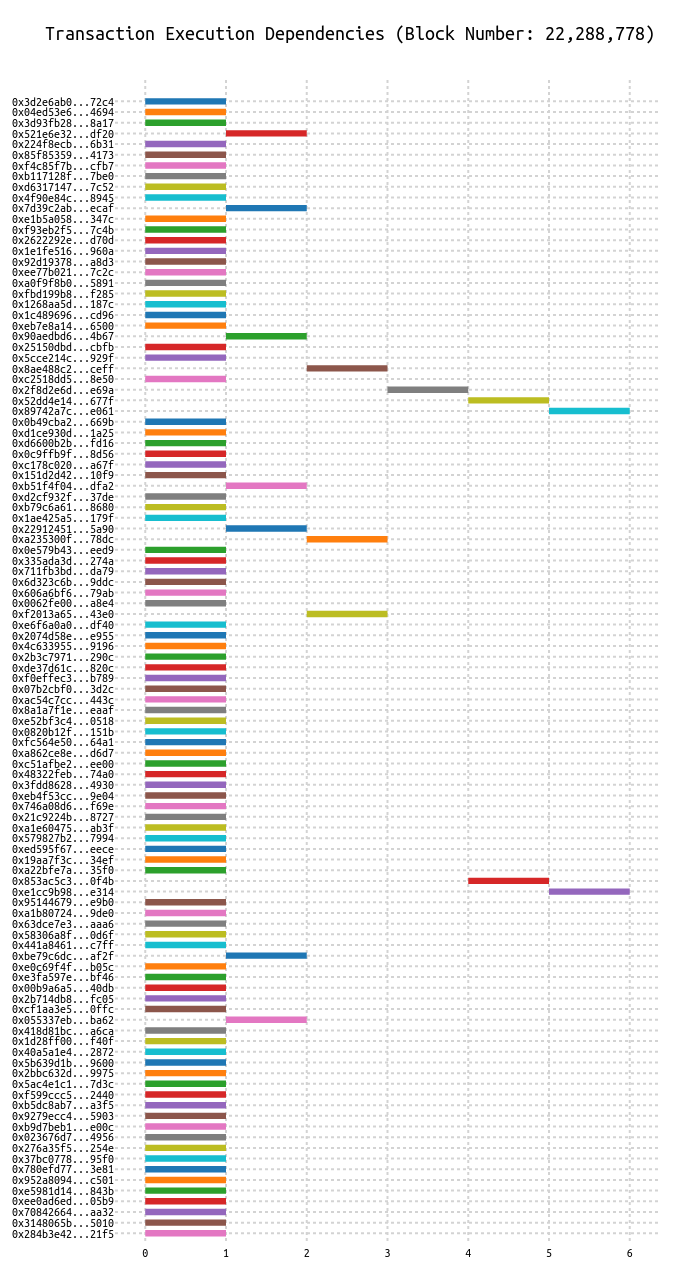 Transaction Execution Dependencies (Block Number: 22,288,778)
0x3d2e6ab0...72c4
0x04ed53e6...4694
0x3d93fb28...8a17
0x521e6e32...df20
0x224f8ecb...6b31
0x85f85359...4173
0xf4c85f7b...cfb7
0xb117128f...7be0
0xd6317147...7c52
0x4f90e84c...8945
0x7d39c2ab...ecaf
0xe1b5a058...347c
0xf93eb2f5...7c4b
0x2622292e...d70d
0x1e1fe516...960a
0x92d19378...a8d3
0xee77b021...7c2c
0xa0f9f8b0...5891
0xfbd199b8...f285
0x1268aa5d...187c
0x1c489696...cd96
0xeb7e8a14...6500
0x90aedbd6...4b67
0x25150dbd...cbfb
0x5cce214c...929f
0x8ae488c2...ceff
0xc2518dd5...8e50
0x2f8d2e6d...e69a
0x52dd4e14...677f
0x89742a7c...e061
0x0b49cba2...669b
0xd1ce930d...1a25
0xd6600b2b...fd16
0x0c9ffb9f...8d56
0xc178c020...a67f
0x151d2d42...10f9
0xb51f4f04...dfa2
0xd2cf932f...37de
0xb79c6a61...8680
0x1ae425a5...179f
0x22912451...5a90
0xa235300f...78dc
0x0e579b43...eed9
0x335ada3d...274a
0x711fb3bd...da79
0x6d323c6b...9ddc
0x606a6bf6...79ab
0x0062fe00...a8e4
0xf2013a65...43e0
0xe6f6a0a0...df40
0x2074d58e...e955
0x4c633955...9196
0x2b3c7971...290c
0xde37d61c...820c
0xf0effec3...b789
0x07b2cbf0...3d2c
0xac54c7cc...443c
0x8a1a7f1e...eaaf
0xe52bf3c4...0518
0x0820b12f...151b
0xfc564e50...64a1
0xa862ce8e...d6d7
0xc51afbe2...ee00
0x48322feb...74a0
0x3fdd8628...4930
0xeb4f53cc...9e04
0x746a08d6...f69e
0x21c9224b...8727
0xa1e60475...ab3f
0x579827b2...7994
0xed595f67...eece
0x19aa7f3c...34ef
0xa22bfe7a...35f0
0x853ac5c3...0f4b
0xe1cc9b98...e314
0x95144679...e9b0
0xa1b80724...9de0
0x63dce7e3...aaa6
0x58306a8f...0d6f
0x441a8461...c7ff
0xbe79c6dc...af2f
0xe0c69f4f...b05c
0xe3fa597e...bf46
0x00b9a6a5...40db
0x2b714db8...fc05
0xcf1aa3e5...0ffc
0x055337eb...ba62
0x418d81bc...a6ca
0x1d28ff00...f40f
0x40a5a1e4...2872
0x5b639d1b...9600
0x2bbc632d...9975
0x5ac4e1c1...7d3c
0xf599ccc5...2440
0xb5dc8ab7...a3f5
0x9279ecc4...5903
0xb9d7beb1...e00c
0x023676d7...4956
0x276a35f5...254e
0x37bc0778...95f0
0x780efd77...3e81
0x952a8094...c501
0xe5981d14...843b
0xee0ad6ed...05b9
0x70842664...aa32
0x3148065b...5010
0x284b3e42...21f5
0 1 2 3 4 5 6